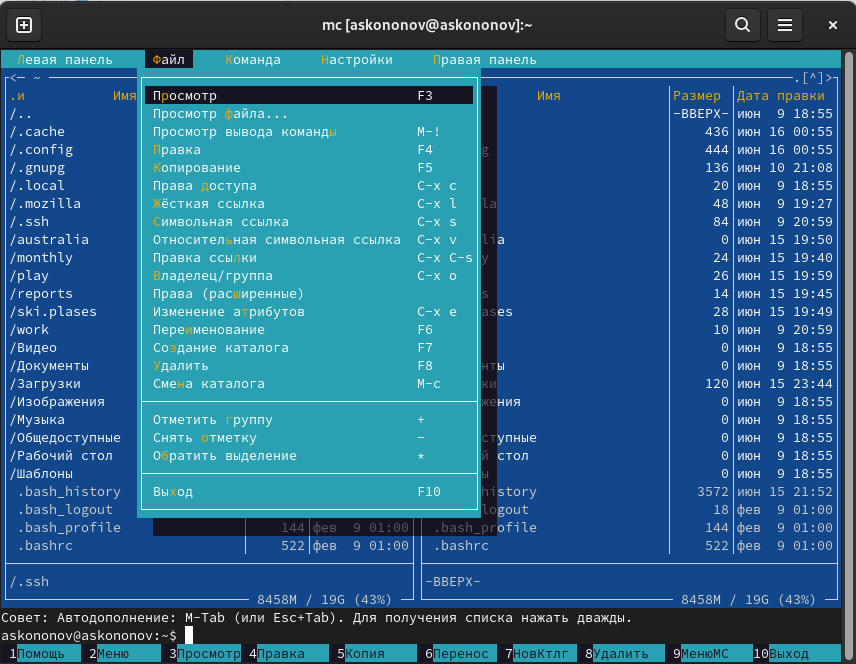 mc [askononov@askononov]:~
Левая панель Файл Команда Настройки Правая панель
<─ ~ .[^]>
.и Имя Имя Размер Дата правки
/.. Просмотр F3 -ВВЕРХ- июн 9 18:55
/.cache Просмотр файла... 436 июн 16 00:55
/.config Просмотр вывода команды M-! g 444 июн 16 00:55
/.gnupg Правка F4 136 июн 10 21:08
/.local Копирование F5 20 июн 9 18:55
/.mozilla Права доступа C-x c la 48 июн 9 19:27
/.ssh Жёсткая ссылка C-x l 84 июн 9 20:59
/australia Символьная ссылка C-x s lia 0 июн 15 19:50
/monthly Относительная символьная ссылка C-x v y 24 июн 15 19:40
/play Правка ссылки C-x C-s 26 июн 15 19:59
/reports Владелец/группа C-x o s 14 июн 15 19:45
/ski.plases Права (расширенные) ases 28 июн 15 19:49
/work Изменение атрибутов C-x e 10 июн 9 20:59
/Видео Переименование F6 0 июн 9 18:55
/Документы Создание каталога F7 нты 0 июн 9 18:55
/Загрузки Удалить F8 ки 120 июн 15 23:44
/Изображения Смена каталога M-c жения 0 июн 9 18:55
/Музыка Отметить группу + 0 июн 9 18:55
/Общедоступные Снять отметку - ступные 0 июн 9 18:55
/Рабочий стол Обратить выделение * стол 0 июн 9 18:55
/Шаблоны ы 0 июн 9 18:55
.bash_history Выход F10 history 3572 июн 15 21:52
.bash_logout logout 18 фев 9 01:00
.bash_profile 144 фев 9 01:00 .bash_profile 144 фев 9 01:00
.bashrc 522 фев 9 01:00 .bashrc 522 фев 9 01:00
/.ssh -ВВЕРХ-
8458M / 19G (43%) 8458M / 19G (43%)
Совет: Автодополнение: M-Tab (или Esc+Tab). Для получения списка нажать дважды.
askononov@askononov:~$
1Помощь 2Меню 3Просмотр 4Правка 5Копия 6Перенос 7НовКтлг 8Удалить 9МенюMC 10Выход